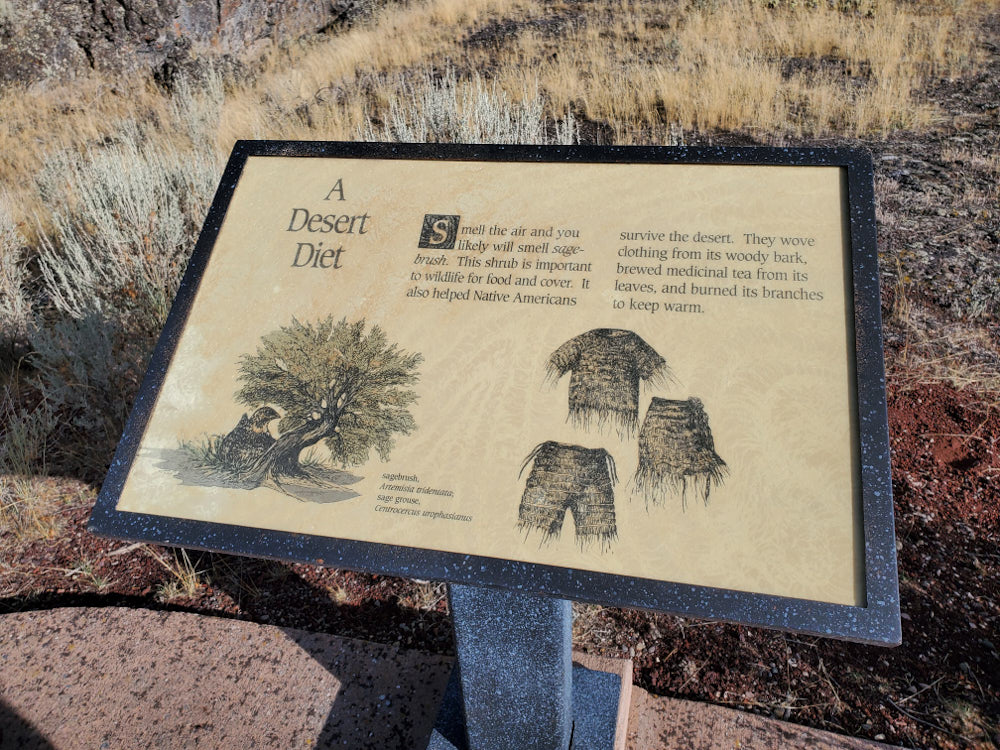 A
Desert
Diet
Smell the air and you
likely will smell sage-
brush. This shrub is important
to wildlife for food and cover. It
also helped Native Americans
survive the desert. They wove
clothing from its woody bark,
brewed medicinal tea from its
leaves, and burned its branches
to keep warm.
sagebrush,
Artemisia tridentata;
sage grouse,
Centrocercus urophasianus